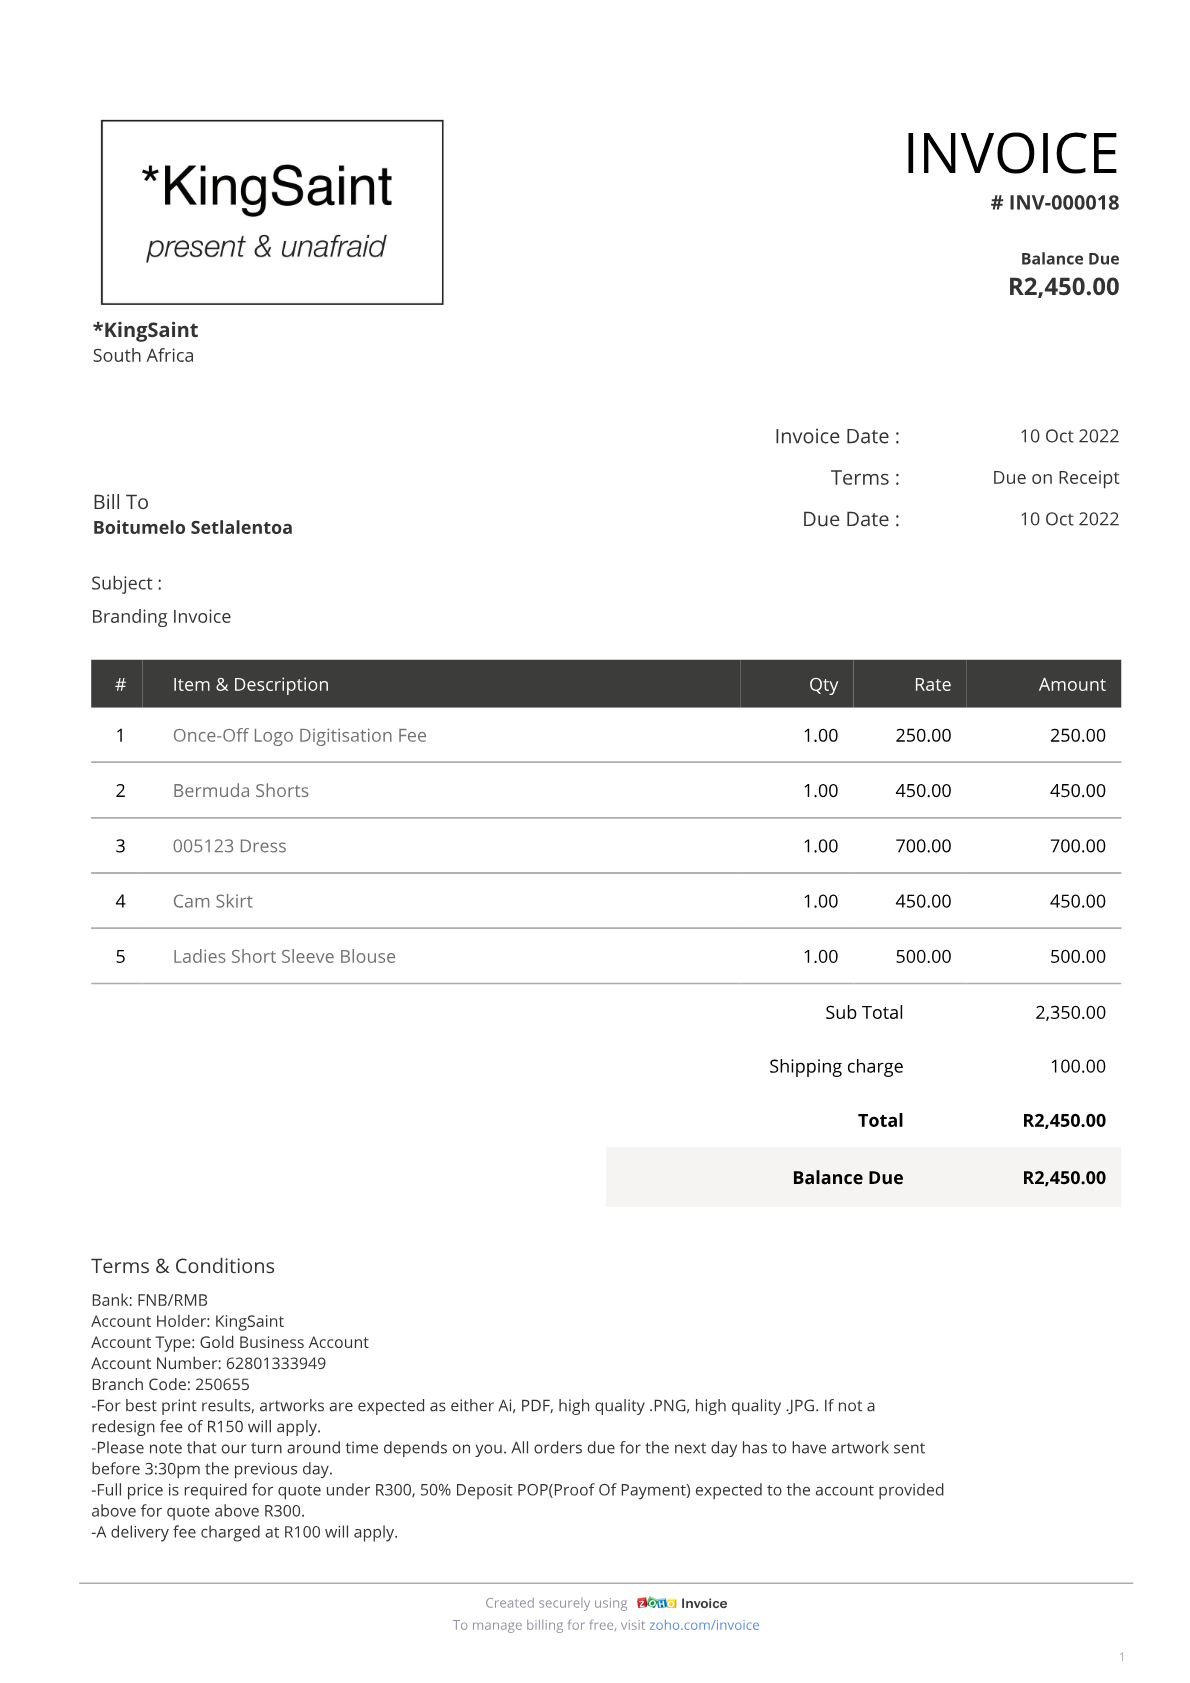 *KingSaint
present & unafraid
INVOICE
# INV-000018
Balance Due
R2,450.00
*KingSaint
South Africa
Invoice Date : 10 Oct 2022
Terms : Due on Receipt
Due Date : 10 Oct 2022
Bill To
Boitumelo Setlalentoa
Subject :
Branding Invoice
# Item & Description Qty Rate Amount
1 Once-Off Logo Digitisation Fee 1.00 250.00 250.00
2 Bermuda Shorts 1.00 450.00 450.00
3 005123 Dress 1.00 700.00 700.00
4 Cam Skirt 1.00 450.00 450.00
5 Ladies Short Sleeve Blouse 1.00 500.00 500.00
Sub Total 2,350.00
Shipping charge 100.00
Total R2,450.00
Balance Due R2,450.00
Terms & Conditions
Bank: FNB/RMB
Account Holder: KingSaint
Account Type: Gold Business Account
Account Number: 62801333949
Branch Code: 250655
-For best print results, artworks are expected as either Ai, PDF, high quality .PNG, high quality .JPG. If not a
redesign fee of R150 will apply.
-Please note that our turn around time depends on you. All orders due for the next day has to have artwork sent
before 3:30pm the previous day.
-Full price is required for quote under R300, 50% Deposit POP(Proof Of Payment) expected to the account provided
above for quote above R300.
-A delivery fee charged at R100 will apply.
Created securely using ZOHO Invoice
To manage billing for free, visit zoho.com/invoice
1